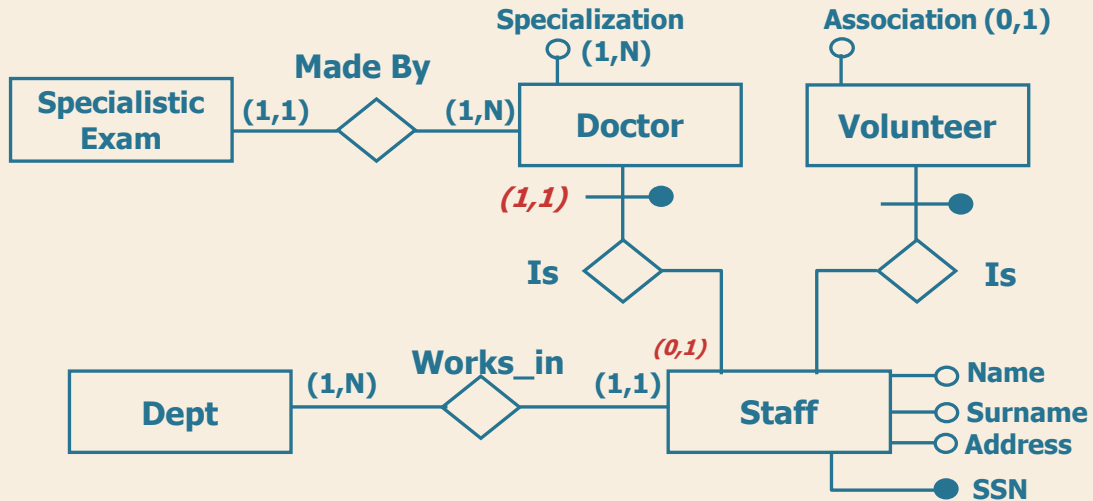 Specialization
(1,N)
Association (0,1)
Made By
Specialistic
Exam
(1,1)
(1,N)
Doctor
Volunteer
(1,1)
Is
Is
(0,1)
Works_in
(1,N)
(1,1)
Dept
Staff
Name
Surname
Address
SSN